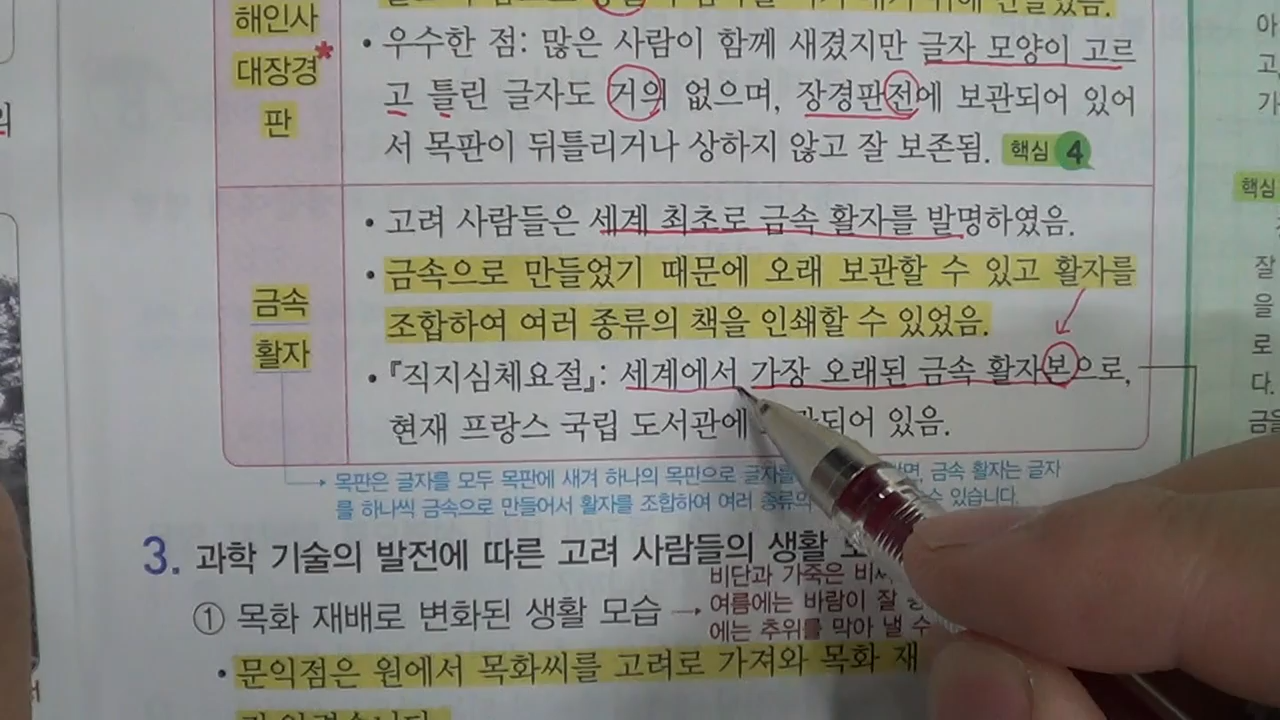 해인사
대장경
판
• 우수한 점: 많은 사람이 함께 새겼지만 글자 모양이 고르
고 틀린 글자도 거의 없으며, 장경판전에 보관되어 있어
서 목판이 뒤틀리거나 상하지 않고 잘 보존됨. 핵심 4
금속
활자
• 고려 사람들은 세계 최초로 금속 활자를 발명하였음.
• 금속으로 만들었기 때문에 오래 보관할 수 있고 활자를
조합하여 여러 종류의 책을 인쇄할 수 있었음.
• 『직지심체요절』: 세계에서 가장 오래된 금속 활자본으로,
현재 프랑스 국립 도서관에 되어 있음.
목판은 글자를 모두 목판에 새겨 하나의 목판으로 글자를 금속 활자는 글자
를 하나씩 금속으로 만들어서 활자를 조합하여 여러 종류의 수 있습니다.
3. 과학 기술의 발전에 따른 고려 사람들의 생활
① 목화 재배로 변화된 생활 모습
비단과 가죽은
여름에는 바람이 잘
에는 추위를 막아 낼 수
• 문익점은 원에서 목화씨를 고려로 가져와 목화 재
핵심
잘
을
로
다.